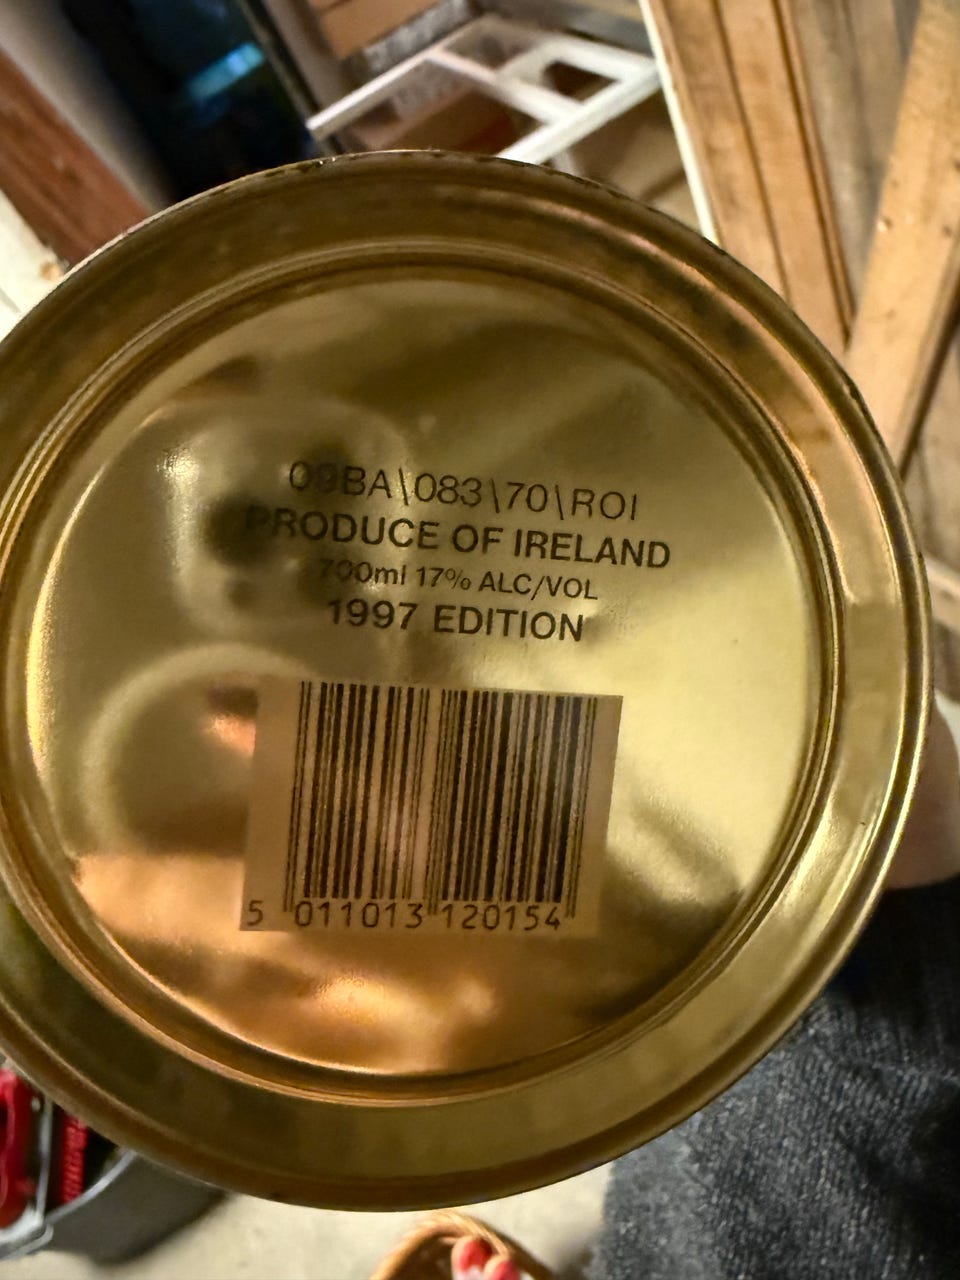 09BA\083\70\ROI
PRODUCE OF IRELAND
700ml 17% ALC/VOL
1997 EDITION
5 011013 120154